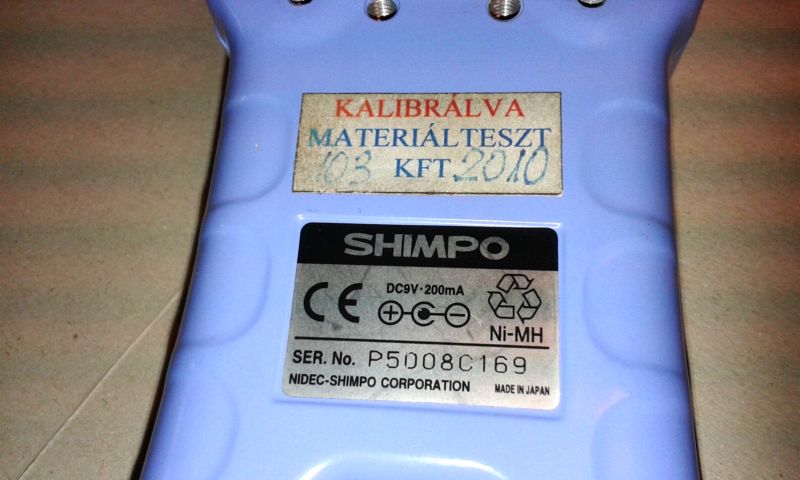 KALIBRÁLVA
MATERIÁLTESZT
103 KFT 2010
SHIMPO
CE DC9V·200mA
Ni-MH
SER. No. P5008C169
NIDEC-SHIMPO CORPORATION MADE IN JAPAN